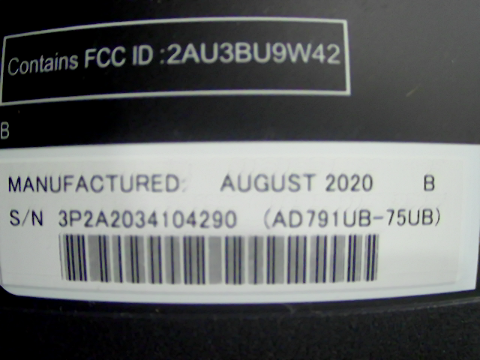 Contains FCC ID :2AU3BU9W42
B
MANUFACTURED: AUGUST 2020 B
S/N 3P2A2034104290 (AD791UB-75UB)